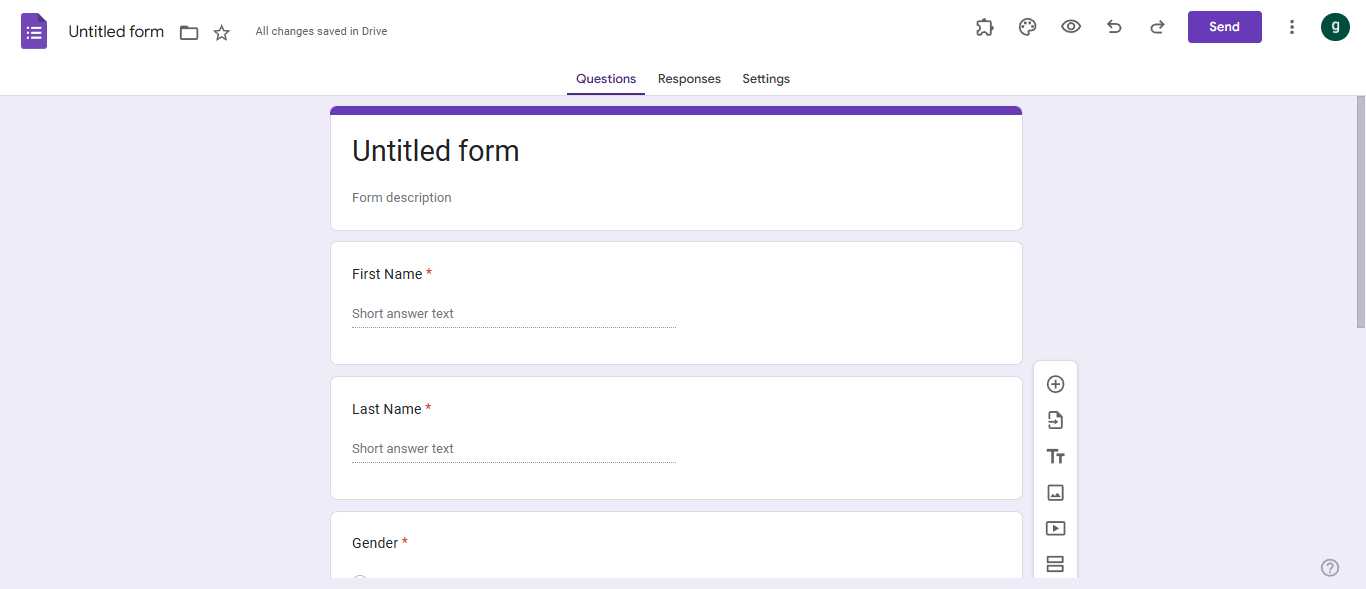 Untitled form
All changes saved in Drive
Send
g
Questions Responses Settings
Untitled form
Form description
First Name *
Short answer text
Last Name *
Short answer text
Tт
Gender *